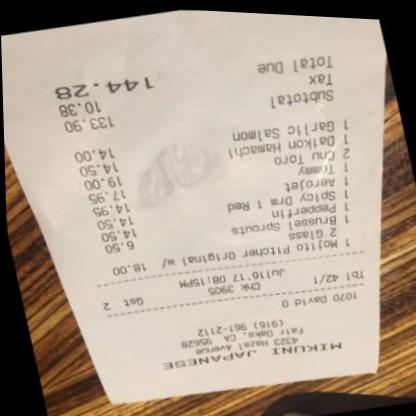 MIKUNI JAPANESE
4323 Hazel Avenue
Fair Oaks, CA 95628
(916) 961-2112
1070 David O
Tbl 42/1 Chk 3905 Gst 2
Jul16'17 08:15PM
1 Mojito Pitcher Original w/ 18.00
2 Glass
1 Brussel Sprouts 6.50
1 Pepperfin 14.50
1 Spicy Drm 1 Red 14.50
1 Aerojet 14.95
1 Tommy 17.95
2 Cnu Toro 19.00
1 Daikon Hamachi 14.50
1 Garlic Salmon 14.00
Subtotal 133.90
Tax 10.38
Total Due 144.28